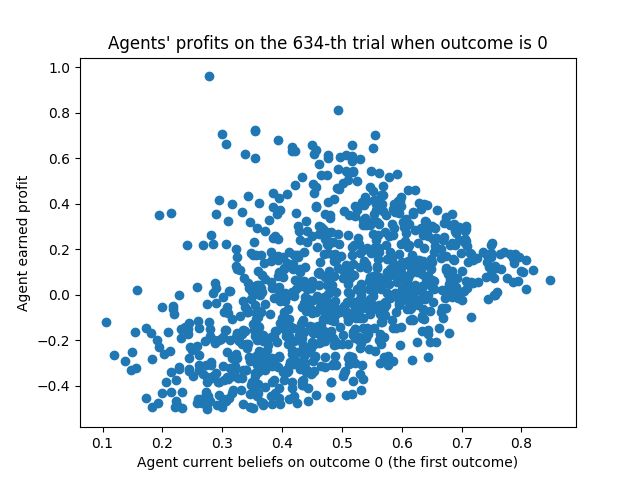 Agents' profits on the 634-th trial when outcome is 0
1.0
0.8
0.6
0.4
0.2
0.0
−0.2
−0.4
Agent earned profit
0.1 0.2 0.3 0.4 0.5 0.6 0.7 0.8
Agent current beliefs on outcome 0 (the first outcome)